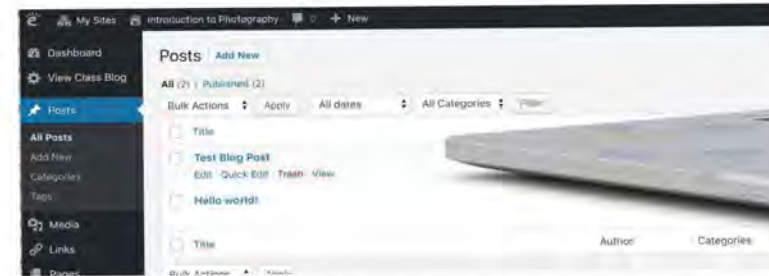 My Sites Introduction to Photography 0 + New
Dashboard
View Class Blog
Posts
All Posts
Add New
Categories
Tags
Media
Links
Pages
Posts Add New
All (2) | Published (2)
Bulk Actions Apply All dates All Categories Filter
Title
Test Blog Post
Edit Quick Edit Trash View
Hello world!
Title Author Categories
Bulk Actions Apply